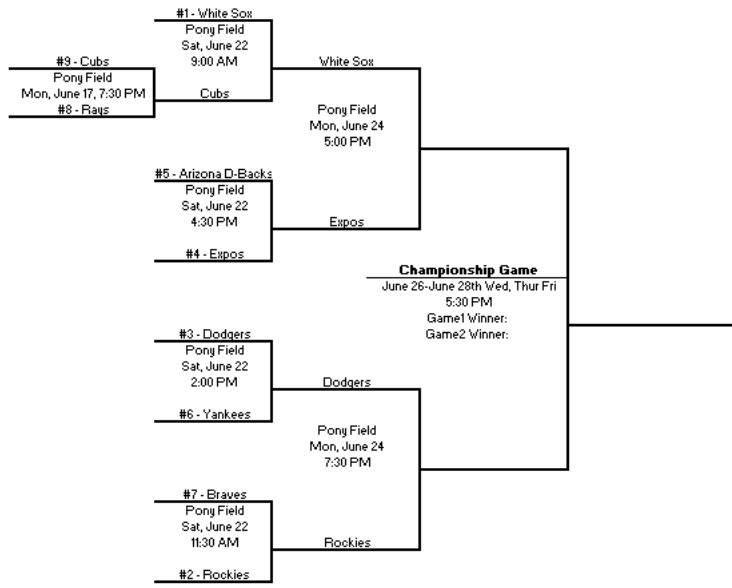 #1 - White Sox
Pony Field
Sat, June 22
9:00 AM
#9 - Cubs
White Sox
Pony Field
Mon, June 17, 7:30 PM
Cubs
#8 - Rays
Pony Field
Mon, June 24
5:00 PM
#5 - Arizona D-Backs
Pony Field
Sat, June 22
4:30 PM
Expos
#4 - Expos
Championship Game
June 26-June 28th Wed, Thur Fri
5:30 PM
Game1 Winner:
Game2 Winner:
#3 - Dodgers
Pony Field
Sat, June 22
2:00 PM
Dodgers
#6 - Yankees
Pony Field
Mon, June 24
7:30 PM
#7 - Braves
Pony Field
Sat, June 22
11:30 AM
Rockies
#2 - Rockies